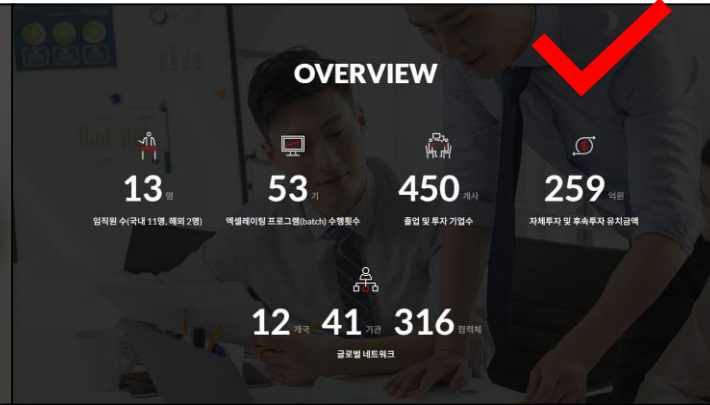 OVERVIEW
13 명
임직원 수(국내 11명, 해외 2명)
53 기
엑셀레이팅 프로그램(batch) 수행횟수
450 개사
졸업 및 투자 기업수
259 억원
자체투자 및 후속투자 유치금액
12 개국 41 기관 316 협력체
글로벌 네트워크